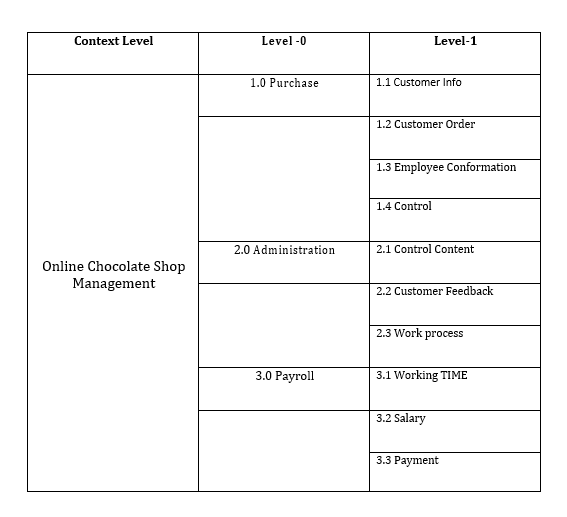 Context Level
Level -0
Level-1
1.0 Purchase
1.1 Customer Info
1.2 Customer Order
1.3 Employee Conformation
1.4 Control
Online Chocolate Shop
Management
2.0 Administration
2.1 Control Content
2.2 Customer Feedback
2.3 Work process
3.0 Payroll
3.1 Working TIME
3.2 Salary
3.3 Payment